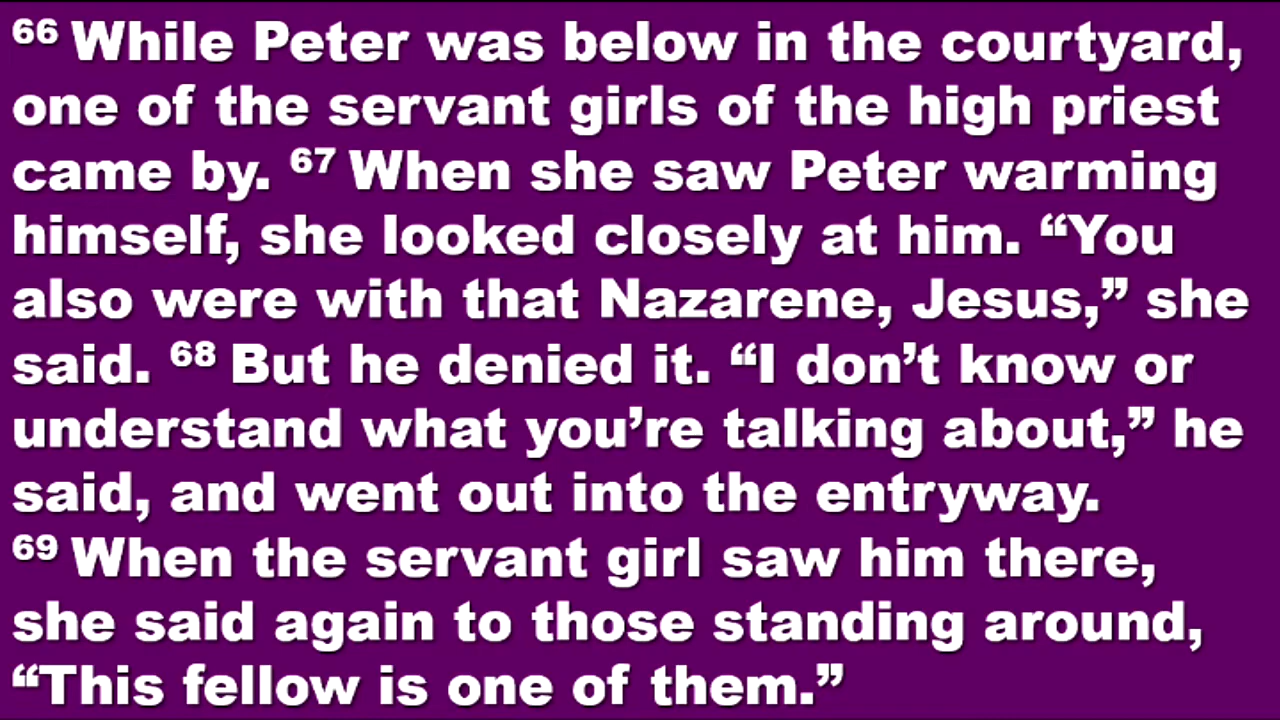 ⁶⁶ While Peter was below in the courtyard,
one of the servant girls of the high priest
came by. ⁶⁷ When she saw Peter warming
himself, she looked closely at him. “You
also were with that Nazarene, Jesus,” she
said. ⁶⁸ But he denied it. “I don’t know or
understand what you’re talking about,” he
said, and went out into the entryway.
⁶⁹ When the servant girl saw him there,
she said again to those standing around,
“This fellow is one of them.”